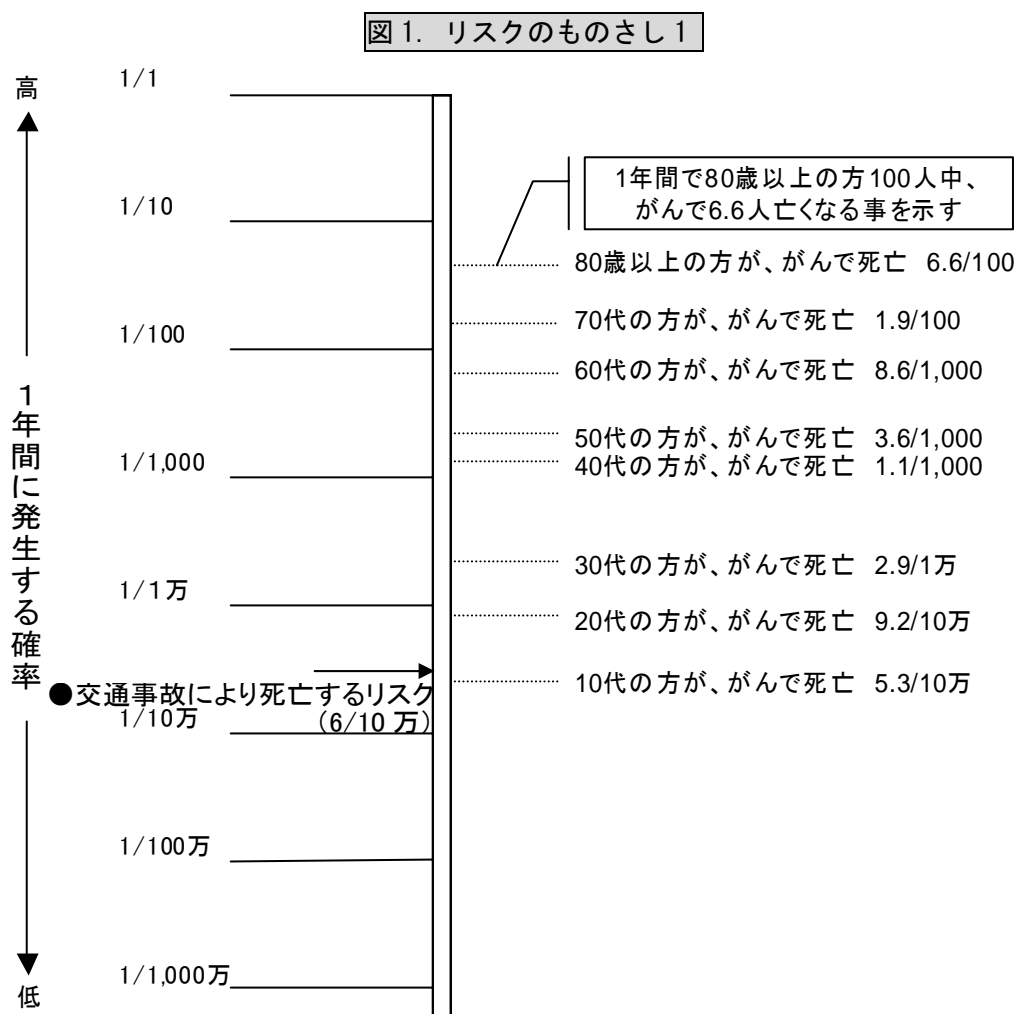 図1. リスクのものさし1
高
1/1
1/10
1年間で80歳以上の方100人中、
がんで6.6人亡くなる事を示す
80歳以上の方が、がんで死亡 6.6/100
70代の方が、がんで死亡 1.9/100
1/100
60代の方が、がんで死亡 8.6/1,000
50代の方が、がんで死亡 3.6/1,000
1/1,000
40代の方が、がんで死亡 1.1/1,000
1年間に発生する確率
30代の方が、がんで死亡 2.9/1万
1/1万
20代の方が、がんで死亡 9.2/10万
10代の方が、がんで死亡 5.3/10万
●交通事故により死亡するリスク
(6/10 万)
1/10万
1/100万
1/1,000万
低